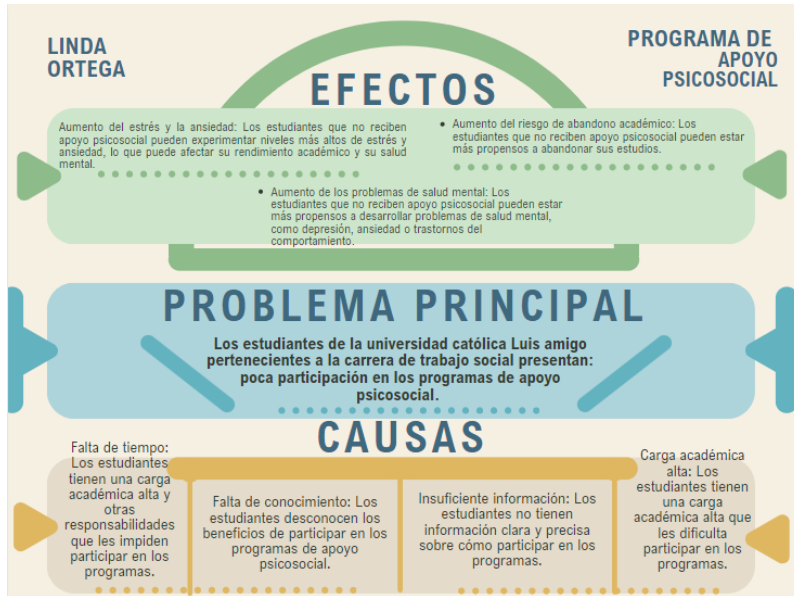 LINDA
ORTEGA
PROGRAMA DE
APOYO
PSICOSOCIAL
EFECTOS
Aumento del estrés y la ansiedad: Los estudiantes que no reciben
apoyo psicosocial pueden experimentar niveles más altos de estrés y
ansiedad, lo que puede afectar su rendimiento académico y su salud
mental.
• Aumento del riesgo de abandono académico: Los
estudiantes que no reciben apoyo psicosocial pueden estar
más propensos a abandonar sus estudios.
• Aumento de los problemas de salud mental: Los
estudiantes que no reciben apoyo psicosocial pueden estar
más propensos a desarrollar problemas de salud mental,
como depresión, ansiedad o trastornos del
comportamiento.
PROBLEMA PRINCIPAL
Los estudiantes de la universidad católica Luis amigo
pertenecientes a la carrera de trabajo social presentan:
poca participación en los programas de apoyo
psicosocial.
CAUSAS
Falta de tiempo:
Los estudiantes
tienen una carga
académica alta y
otras
responsabilidades
que les impiden
participar en los
programas.
Falta de conocimiento: Los
estudiantes desconocen los
beneficios de participar en los
programas de apoyo
psicosocial.
Insuficiente información: Los
estudiantes no tienen
información clara y precisa
sobre cómo participar en los
programas.
Carga académica
alta: Los
estudiantes tienen
una carga
académica alta que
les dificulta
participar en los
programas.